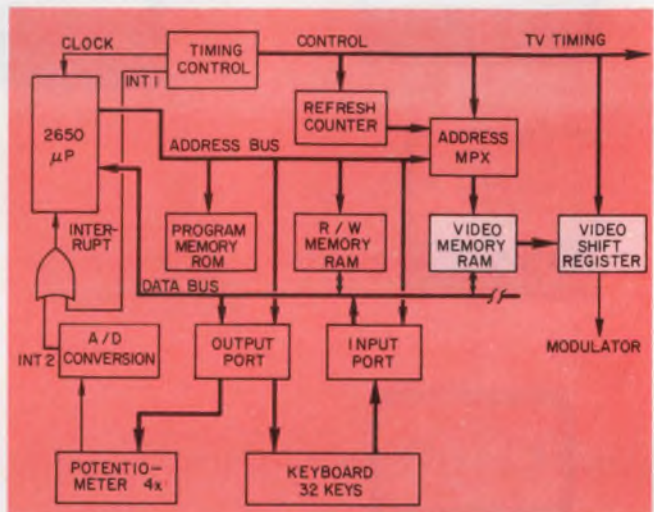 CLOCK
TIMING
CONTROL
CONTROL
TV TIMING
INT 1
2650
μP
REFRESH
COUNTER
ADDRESS
MPX
ADDRESS BUS
INTER-
RUPT
PROGRAM
MEMORY
ROM
R / W
MEMORY
RAM
VIDEO
MEMORY
RAM
VIDEO
SHIFT
REGISTER
DATA BUS
A / D
CONVERSION
INT 2
OUTPUT
PORT
INPUT
PORT
MODULATOR
POTENTIO-
METER 4x
KEYBOARD
32 KEYS